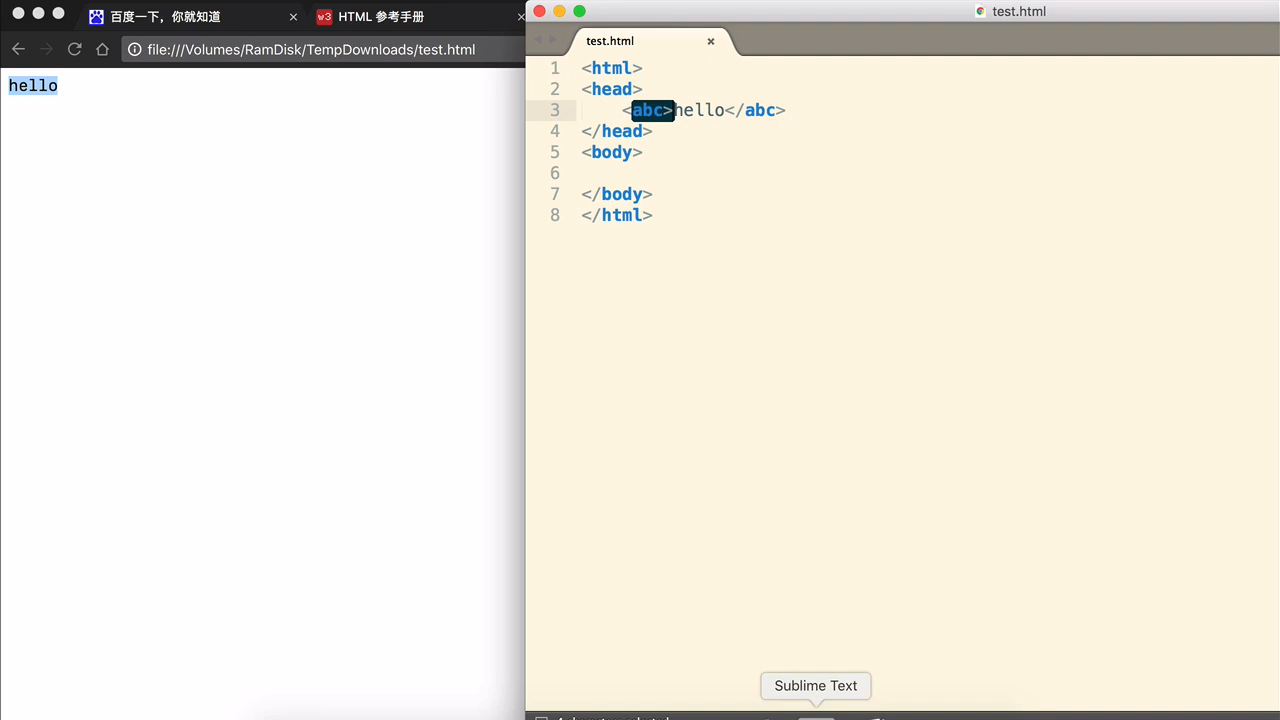 百度一下，你就知道
HTML 参考手册
file:///Volumes/RamDisk/TempDownloads/test.html
hello
test.html
test.html
1 <html>
2 <head>
3 <abc>hello</abc>
4 </head>
5 <body>
6
7 </body>
8 </html>
Sublime Text